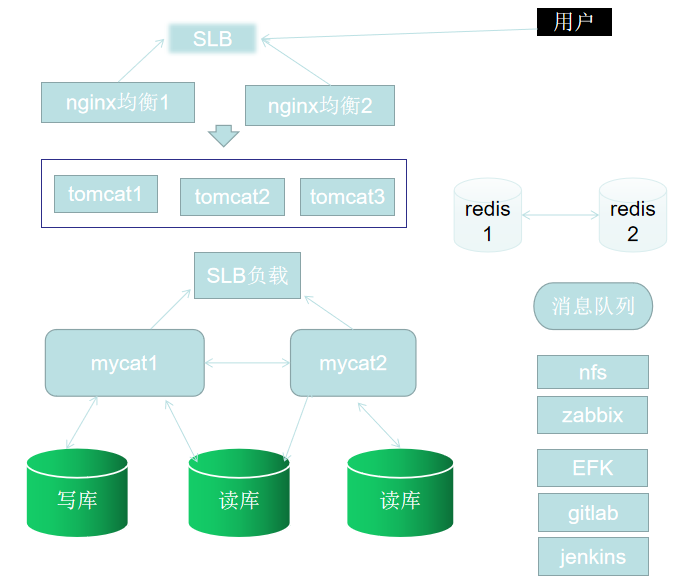 用户
SLB
nginx均衡1
nginx均衡2
tomcat1
tomcat2
tomcat3
redis
1
redis
2
SLB负载
消息队列
mycat1
mycat2
nfs
zabbix
EFK
gitlab
jenkins
写库
读库
读库